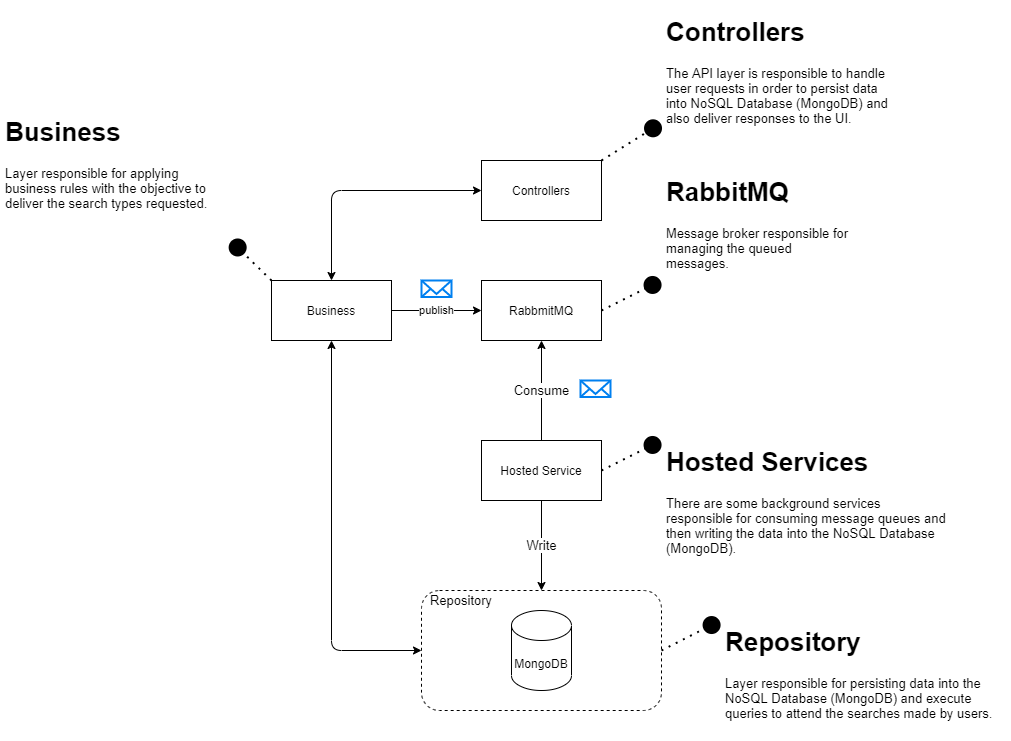 Controllers
The API layer is responsible to handle
user requests in order to persist data
into NoSQL Database (MongoDB) and
also deliver responses to the UI.
Business
Layer responsible for applying
business rules with the objective to
deliver the search types requested.
Controllers
RabbitMQ
Message broker responsible for
managing the queued
messages.
Business
publish
RabbmitMQ
Consume
Hosted Service
Hosted Services
There are some background services
responsible for consuming message queues and
then writing the data into the NoSQL Database
(MongoDB).
Write
Repository
MongoDB
Repository
Layer responsible for persisting data into the
NoSQL Database (MongoDB) and execute
queries to attend the searches made by users.